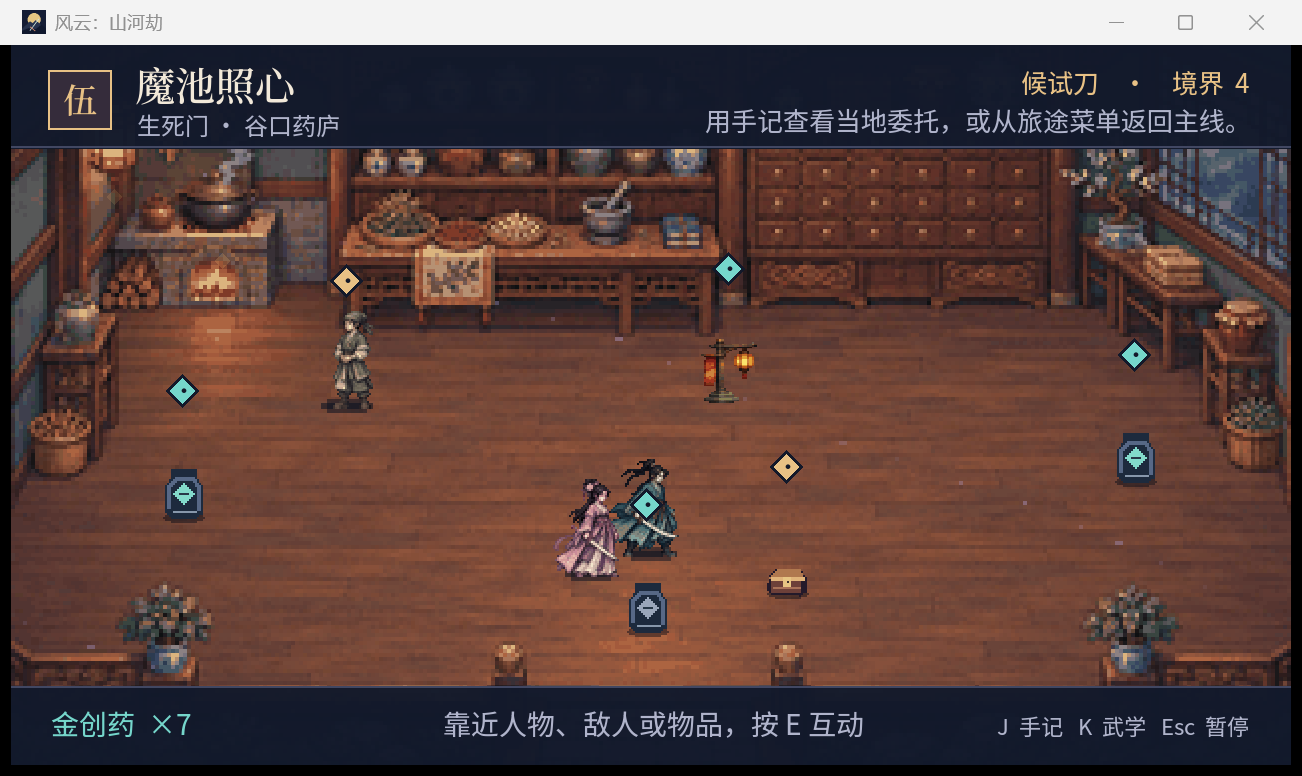 风云：山河劫
伍
魔池照心
生死门 · 谷口药庐
候试刀 · 境界 4
用手记查看当地委托，或从旅途菜单返回主线。
金创药 ×7
靠近人物、敌人或物品，按 E 互动
J 手记 K 武学 Esc 暂停